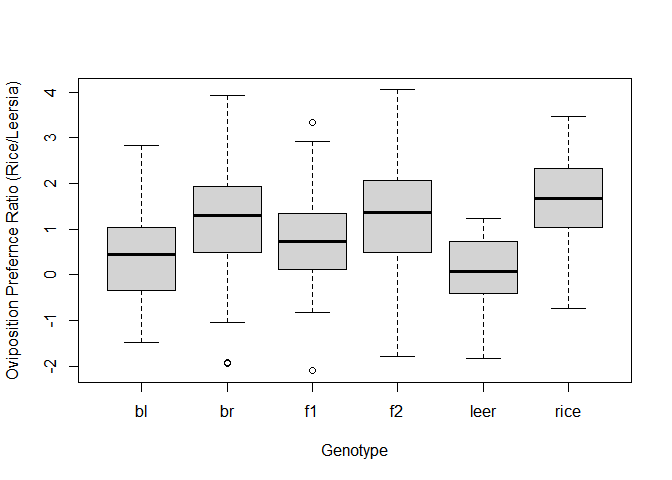 Oviposition Prefernce Ratio (Rice/Leersia)
4
3
2
1
0
-1
-2
bl br f1 f2 leer rice
Genotype